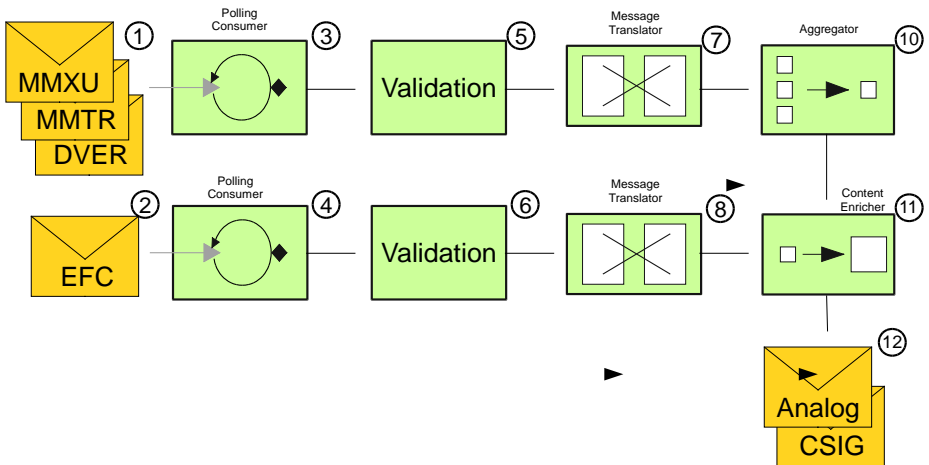 Polling
Consumer
Message
Translator
Aggregator
1
3
5
7
10
MMXU
MMTR
DVER
Validation
Polling
Consumer
Message
Translator
Content
Enricher
2
4
6
8
11
EFC
Validation
12
Analog
CSIG